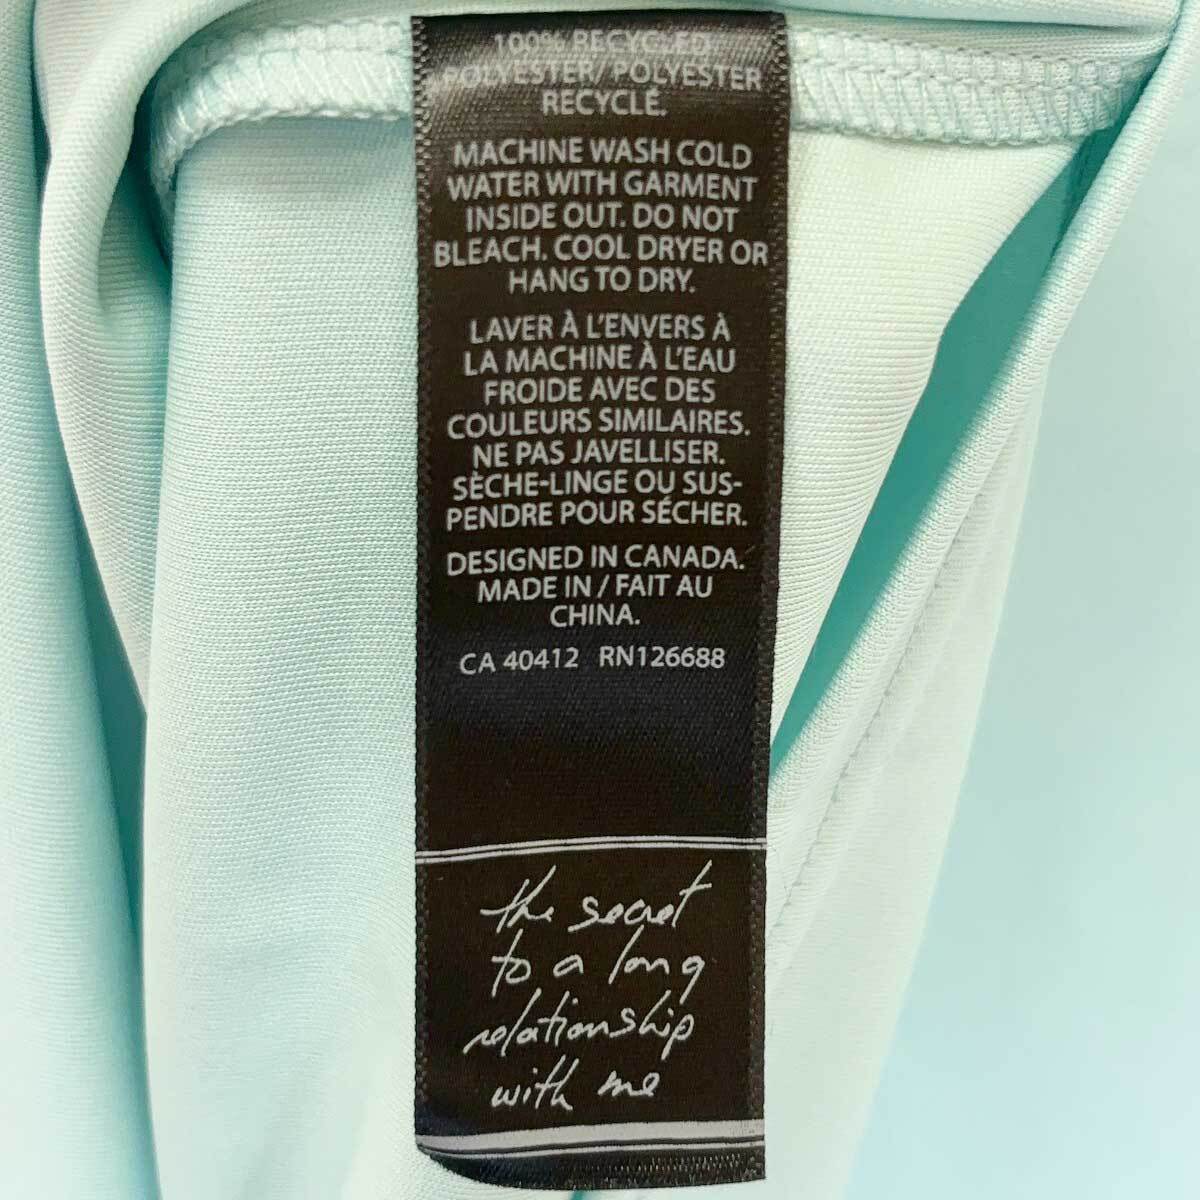 100% RECYCLED
POLYESTER/POLYESTER
RECYCLÉ.
MACHINE WASH COLD
WATER WITH GARMENT
INSIDE OUT. DO NOT
BLEACH. COOL DRYER OR
HANG TO DRY.
LAVER À L'ENVERS À
LA MACHINE À L'EAU
FROIDE AVEC DES
COULEURS SIMILAIRES.
NE PAS JAVELLISER.
SÈCHE-LINGE OU SUS-
PENDRE POUR SÉCHER.
DESIGNED IN CANADA.
MADE IN / FAIT AU
CHINA.
CA 40412 RN126688
the secret
to a long
relationship
with me